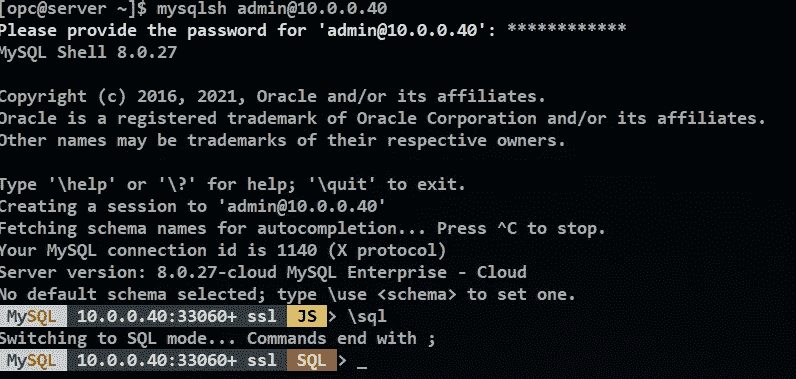 [opc@server ~]$ mysqlsh admin@10.0.0.40
Please provide the password for 'admin@10.0.0.40': ************
MySQL Shell 8.0.27
Copyright (c) 2016, 2021, Oracle and/or its affiliates.
Oracle is a registered trademark of Oracle Corporation and/or its affiliates.
Other names may be trademarks of their respective owners.
Type '\help' or '\?' for help; '\quit' to exit.
Creating a session to 'admin@10.0.0.40'
Fetching schema names for autocompletion... Press ^C to stop.
Your MySQL connection id is 1140 (X protocol)
Server version: 8.0.27-cloud MySQL Enterprise - Cloud
No default schema selected; type \use <schema> to set one.
MySQL 10.0.0.40:33060+ ssl JS > \sql
Switching to SQL mode... Commands end with ;
MySQL 10.0.0.40:33060+ ssl SQL > _